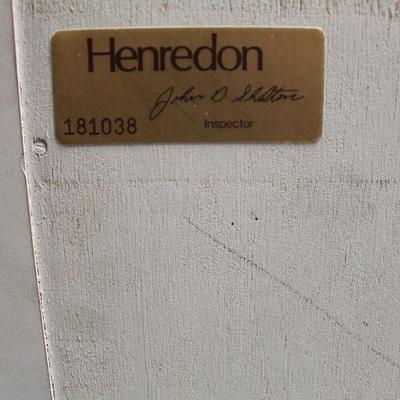 Henredon
John D Shelton
181038 Inspector